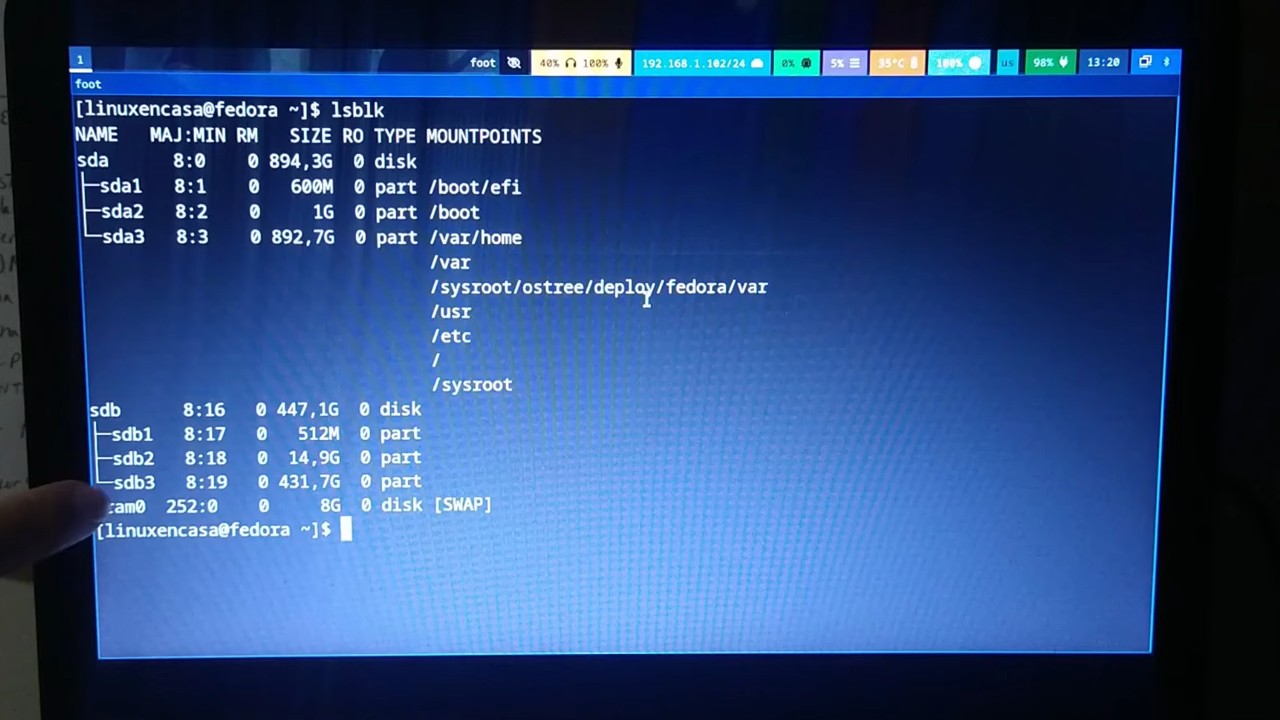 1 foot 40% 100% 192.168.1.102/24 0% 5% 35°C 100% us 98% 13:20
foot
[linuxencasa@fedora ~]$ lsblk
NAME MAJ:MIN RM SIZE RO TYPE MOUNTPOINTS
sda 8:0 0 894,3G 0 disk
├─sda1 8:1 0 600M 0 part /boot/efi
├─sda2 8:2 0 1G 0 part /boot
└─sda3 8:3 0 892,7G 0 part /var/home
/var
/sysroot/ostree/deploy/fedora/var
/usr
/etc
/
/sysroot
sdb 8:16 0 447,1G 0 disk
├─sdb1 8:17 0 512M 0 part
├─sdb2 8:18 0 14,9G 0 part
└─sdb3 8:19 0 431,7G 0 part
ram0 252:0 0 8G 0 disk [SWAP]
[linuxencasa@fedora ~]$